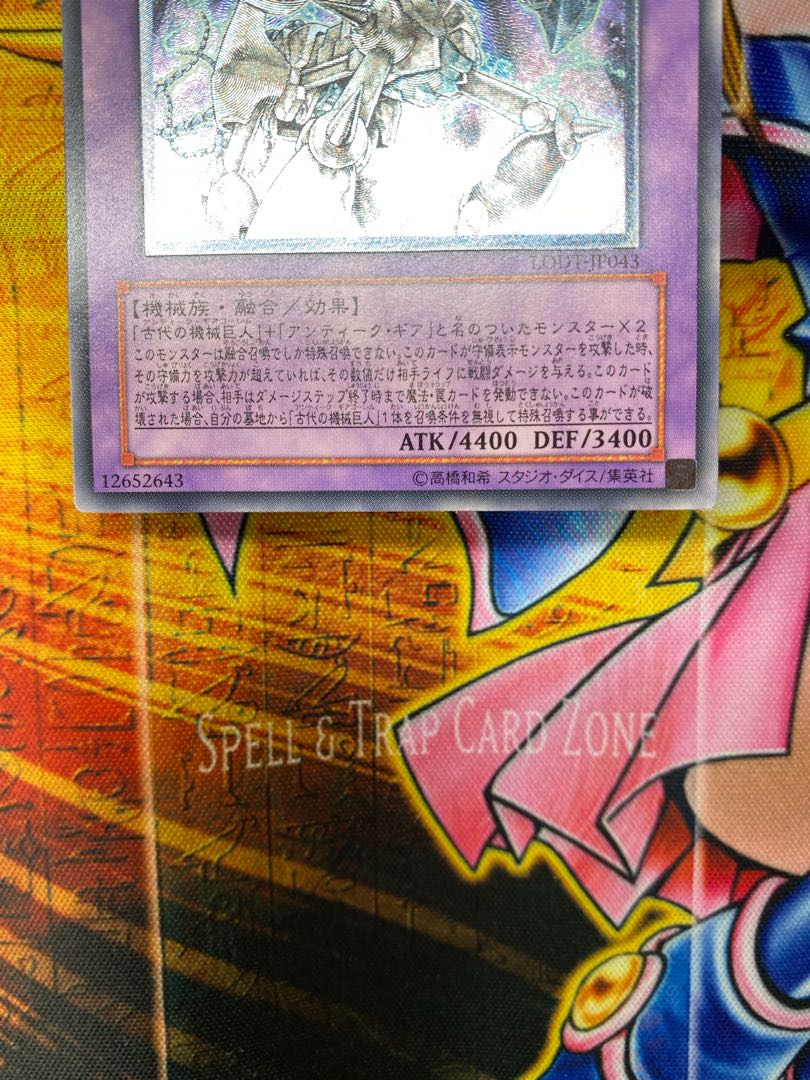 LODT-JP043
【機械族・融合／効果】
「古代の機械巨人」+「アンティーク・ギア」と名のついたモンスター×2
このモンスターは融合召喚でしか特殊召喚できない。このカードが守備表示モンスターを攻撃した時、
その守備力を攻撃力が超えていれば、その数値だけ相手ライフに戦闘ダメージを与える。このカード
が攻撃する場合、相手はダメージステップ終了時まで魔法・罠カードを発動できない。このカードが破
壊された場合、自分の墓地から「古代の機械巨人」1体を召喚条件を無視して特殊召喚する事ができる。
ATK/4400 DEF/3400
12652643 ©高橋和希 スタジオ・ダイス/集英社
SPELL & TRAP CARD ZONE